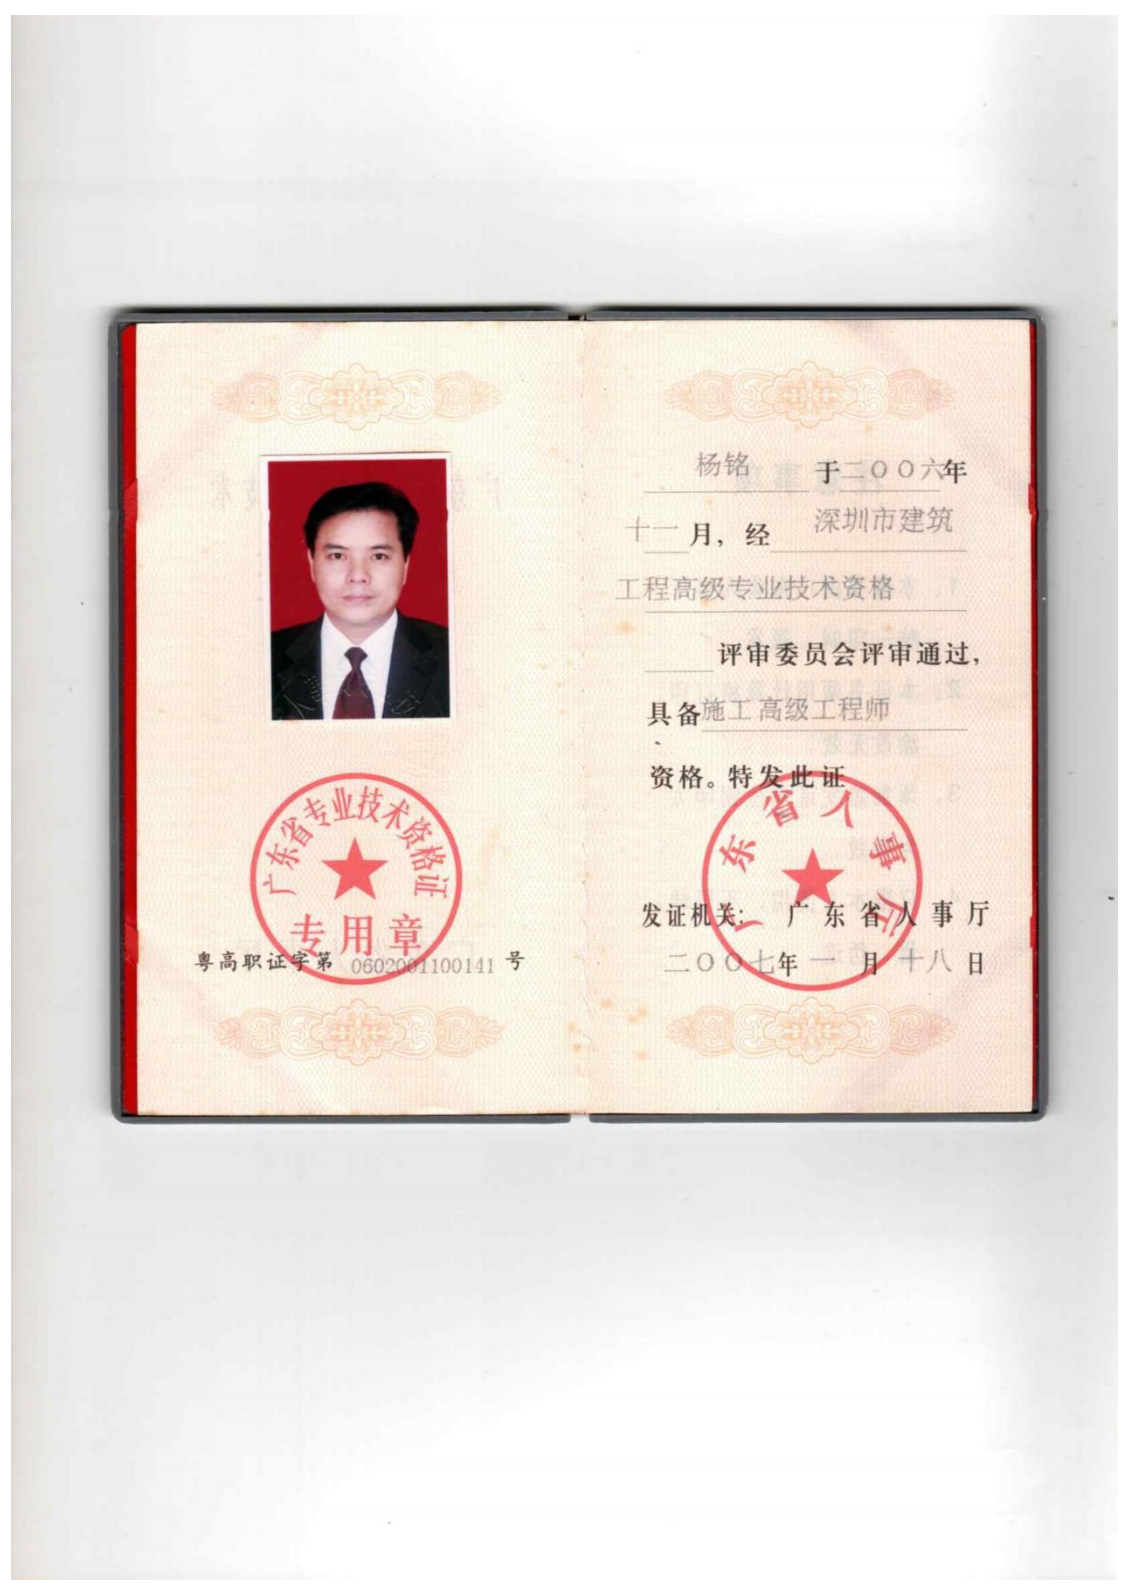 广东省专业技术资格证
专用章
粤高职证字第 0602001100141 号
杨铭 于二〇〇六年
十一月，经 深圳市建筑
工程高级专业技术资格
评审委员会评审通过，
具备施工高级工程师
资格。特发此证
广东省人事厅
发证机关： 广东省人事厅
二〇〇七年一月十八日